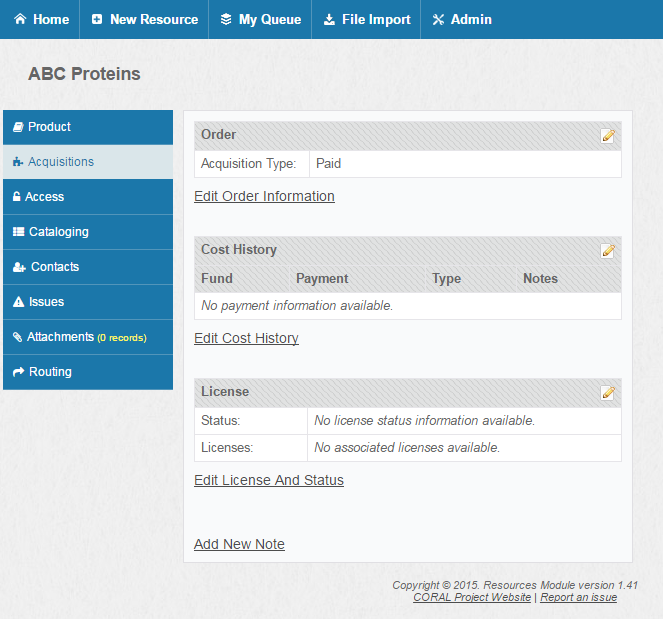 Home New Resource My Queue File Import Admin
ABC Proteins
Product
Acquisitions
Access
Cataloging
Contacts
Issues
Attachments (0 records)
Routing
Order
Acquisition Type: Paid
Edit Order Information
Cost History
Fund Payment Type Notes
No payment information available.
Edit Cost History
License
Status: No license status information available.
Licenses: No associated licenses available.
Edit License And Status
Add New Note
Copyright © 2015. Resources Module version 1.41
CORAL Project Website | Report an issue